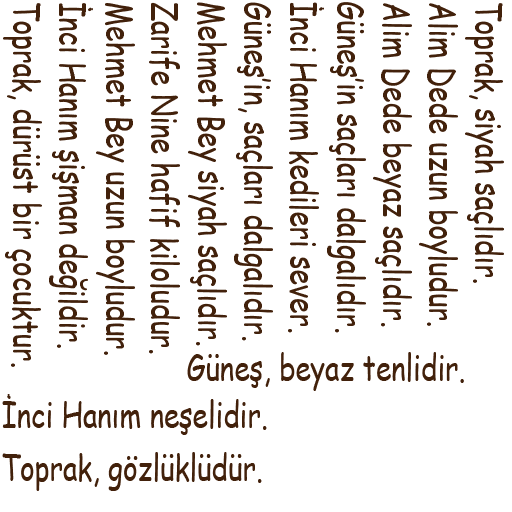 Toprak, siyah saçlıdır.
Alim Dede uzun boyludur.
Alim Dede beyaz saçlıdır.
Güneş'in saçları dalgalıdır.
İnci Hanım kedileri sever.
Güneş'in, saçları dalgalıdır.
Mehmet Bey siyah saçlıdır.
Zarife Nine hafif kiloludur.
Mehmet Bey uzun boyludur.
İnci Hanım şişman değildir.
Toprak, dürüst bir çocuktur.
Güneş, beyaz tenlidir.
İnci Hanım neşelidir.
Toprak, gözlüklüdür.